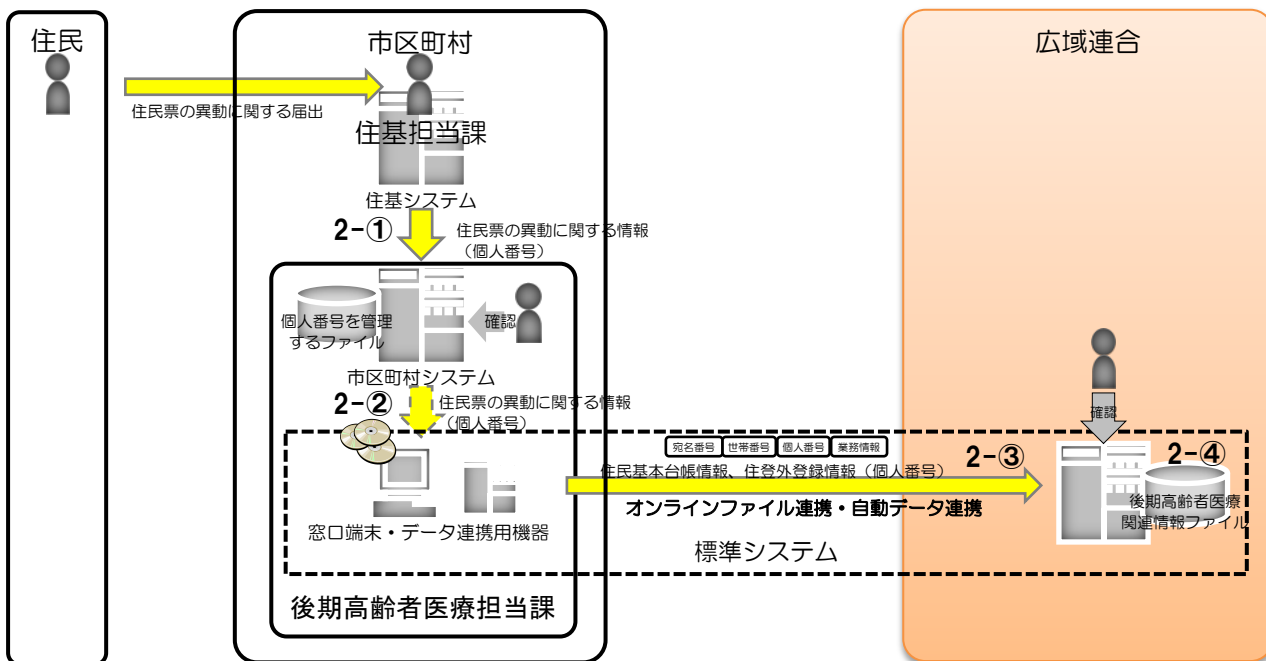 住民
市区町村
広域連合
住民票の異動に関する届出
住基担当課
住基システム
2-①
住民票の異動に関する情報
（個人番号）
個人番号を管理
するファイル
確認
市区町村システム
2-②
住民票の異動に関する情報
（個人番号）
確認
宛名番号 世帯番号 個人番号 業務情報
2-③
2-④
住民基本台帳情報、住登外登録情報（個人番号）
オンラインファイル連携・自動データ連携
後期高齢者医療
関連情報ファイル
窓口端末・データ連携用機器
標準システム
後期高齢者医療担当課